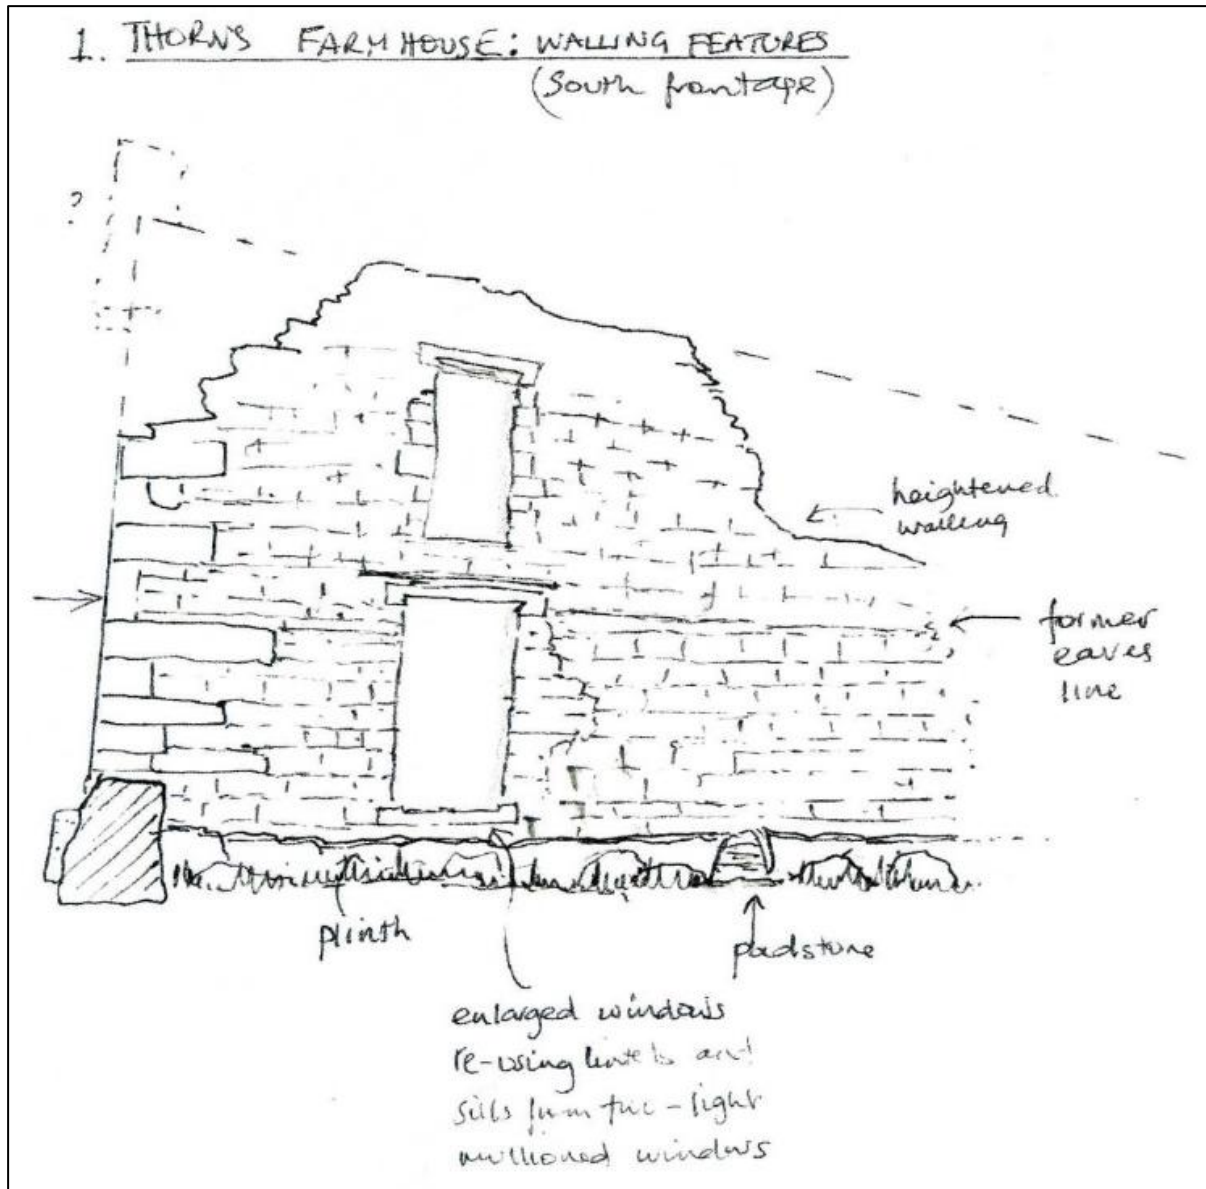 1. THORNS FARMHOUSE: WALLING FEATURES
(South frontage)
?
heightened
walling
former
eaves
line
plinth
padstone
enlarged windows
re-using lintels and
sills from two-light
mullioned windows